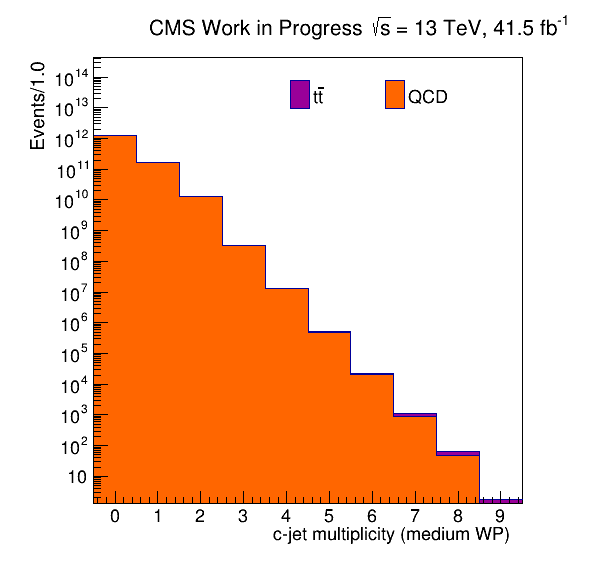 CMS Work in Progress √s = 13 TeV, 41.5 fb⁻¹
Events/1.0
tt̄
QCD
10¹⁴
10¹³
10¹²
10¹¹
10¹⁰
10⁹
10⁸
10⁷
10⁶
10⁵
10⁴
10³
10²
10
0 1 2 3 4 5 6 7 8 9
c-jet multiplicity (medium WP)